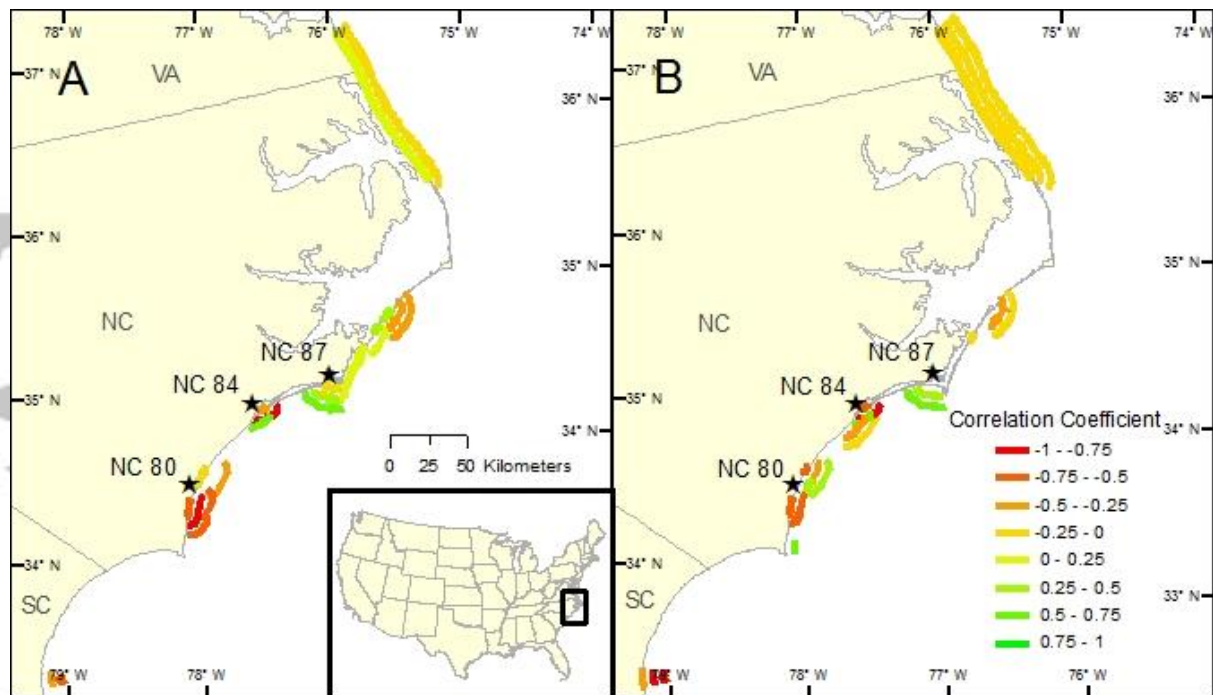 78° W 77° W 76° W 75° W 74° W
A
VA
37° N
36° N
36° N
35° N
NC
NC 87
NC 84
35° N
34° N
0 25 50 Kilometers
NC 80
34° N
SC
79° W 78° W
78° W 77° W 76° W 75° W
B
VA
37° N
36° N
36° N
35° N
NC
NC 87
NC 84
35° N
34° N
Correlation Coefficient
-1 - -0.75
-0.75 - -0.5
-0.5 - -0.25
-0.25 - 0
0 - 0.25
0.25 - 0.5
0.5 - 0.75
0.75 - 1
NC 80
34° N
33° N
SC
78° W 77° W 76° W